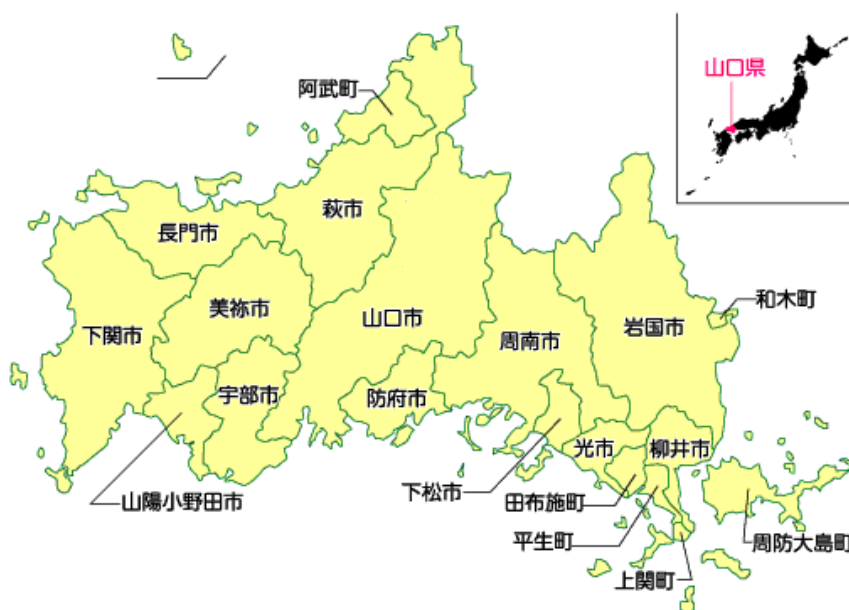 山口県
阿武町
萩市
長門市
美祢市
山口市
下関市
和木町
岩国市
周南市
宇部市
防府市
光市
柳井市
下松市
山陽小野田市
田布施町
平生町
周防大島町
上関町